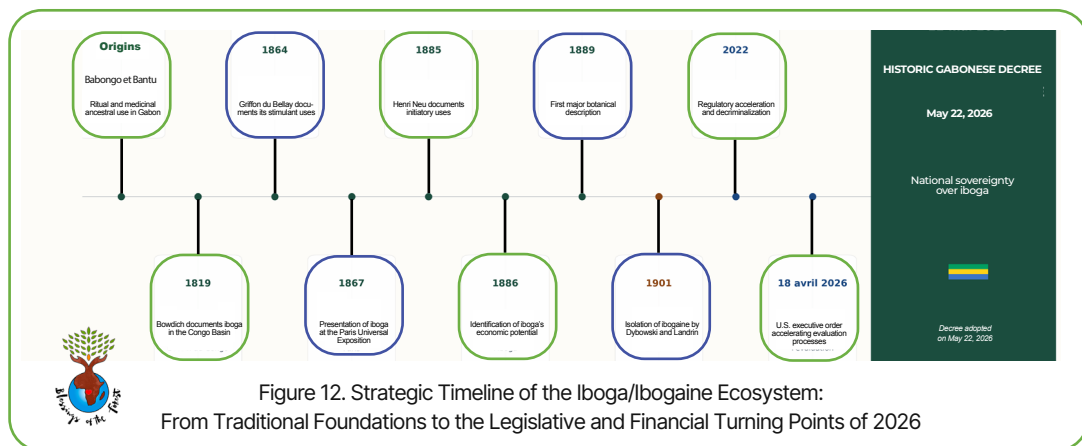 Origins
Babongo et Bantu
Ritual and medicinal
ancestral use in Gabon
1864
Griffon du Bellay docu-
ments its stimulant uses
1885
Henri Neu documents
initiatory uses
1889
First major botanical
description
2022
Regulatory acceleration
and decriminalization
1819
Bowdich documents iboga
in the Congo Basin
1867
Presentation of iboga
at the Paris Universal
Exposition
1886
Identification of iboga's
economic potential
1901
Isolation of ibogaine by
Dybowski and Landrin
18 avril 2026
U.S. executive order
accelerating evaluation
processes
HISTORIC GABONESE DECREE
May 22, 2026
National sovereignty
over iboga
Decree adopted
on May 22, 2026
Blessings of the forest
Figure 12. Strategic Timeline of the Iboga/Ibogaine Ecosystem:
From Traditional Foundations to the Legislative and Financial Turning Points of 2026